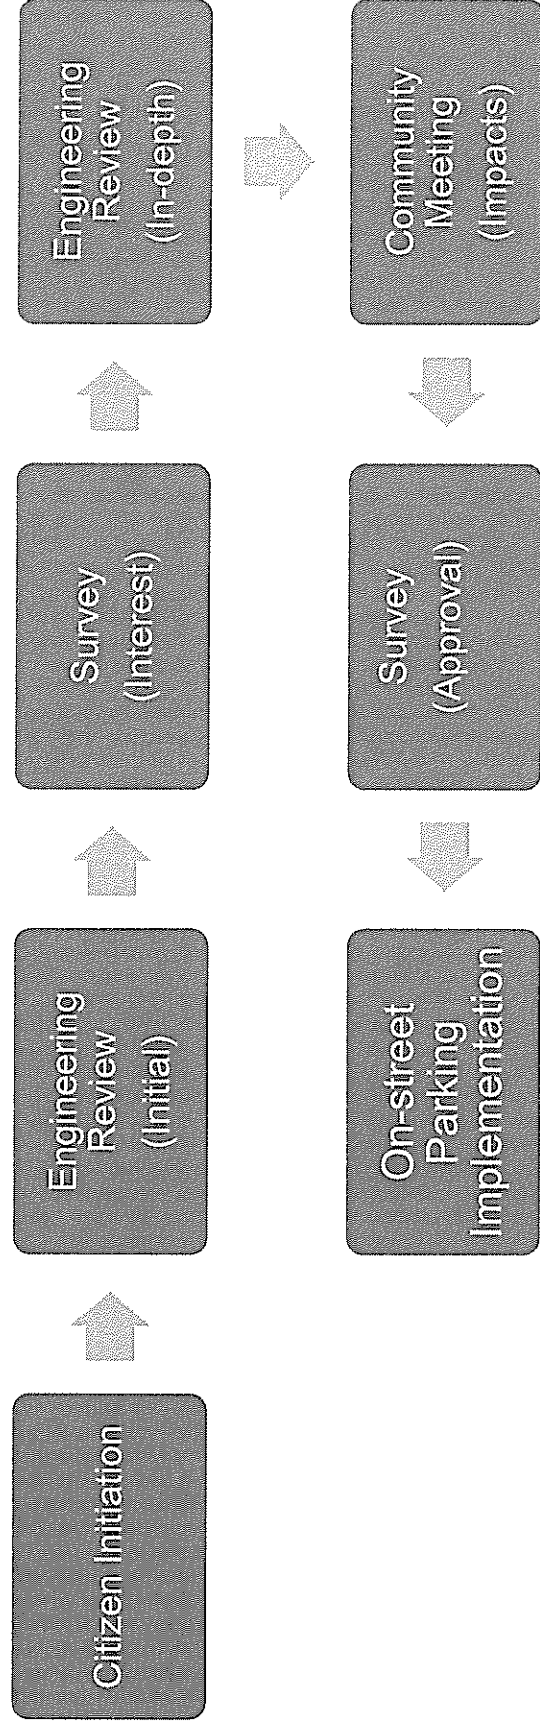 Citizen Initiation
Engineering
Review
(Initial)
Survey
(Interest)
Engineering
Review
(In-depth)
Community
Meeting
(Impacts)
Survey
(Approval)
On-street
Parking
Implementation